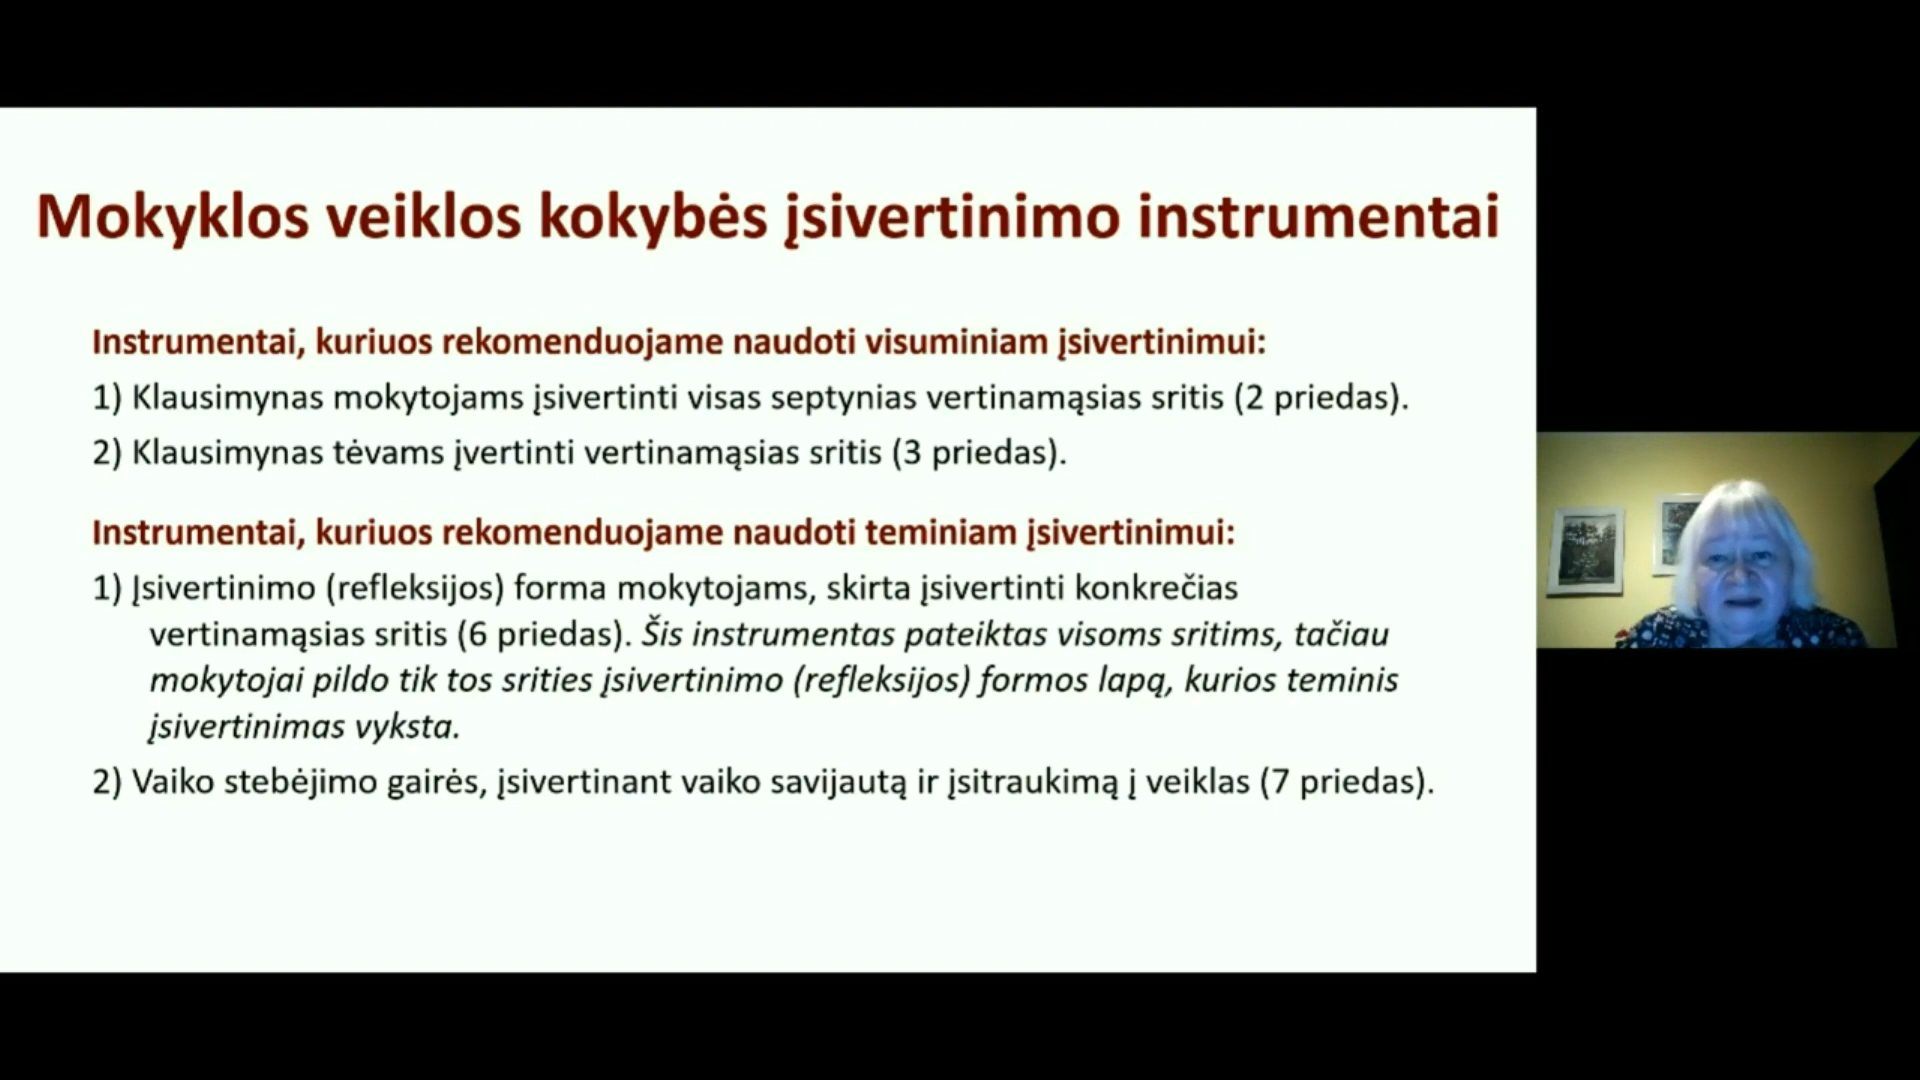 Mokyklos veiklos kokybės įsivertinimo instrumentai
Instrumentai, kuriuos rekomenduojame naudoti visuminiam įsivertinimui:
1) Klausimynas mokytojams įsivertinti visas septynias vertinamąsias sritis (2 priedas).
2) Klausimynas tėvams įvertinti vertinamąsias sritis (3 priedas).
Instrumentai, kuriuos rekomenduojame naudoti teminiam įsivertinimui:
1) Įsivertinimo (refleksijos) forma mokytojams, skirta įsivertinti konkrečias
vertinamąsias sritis (6 priedas). Šis instrumentas pateiktas visoms sritims, tačiau
mokytojai pildo tik tos srities įsivertinimo (refleksijos) formos lapą, kurios teminis
įsivertinimas vyksta.
2) Vaiko stebėjimo gairės, įsivertinant vaiko savijautą ir įsitraukimą į veiklas (7 priedas).